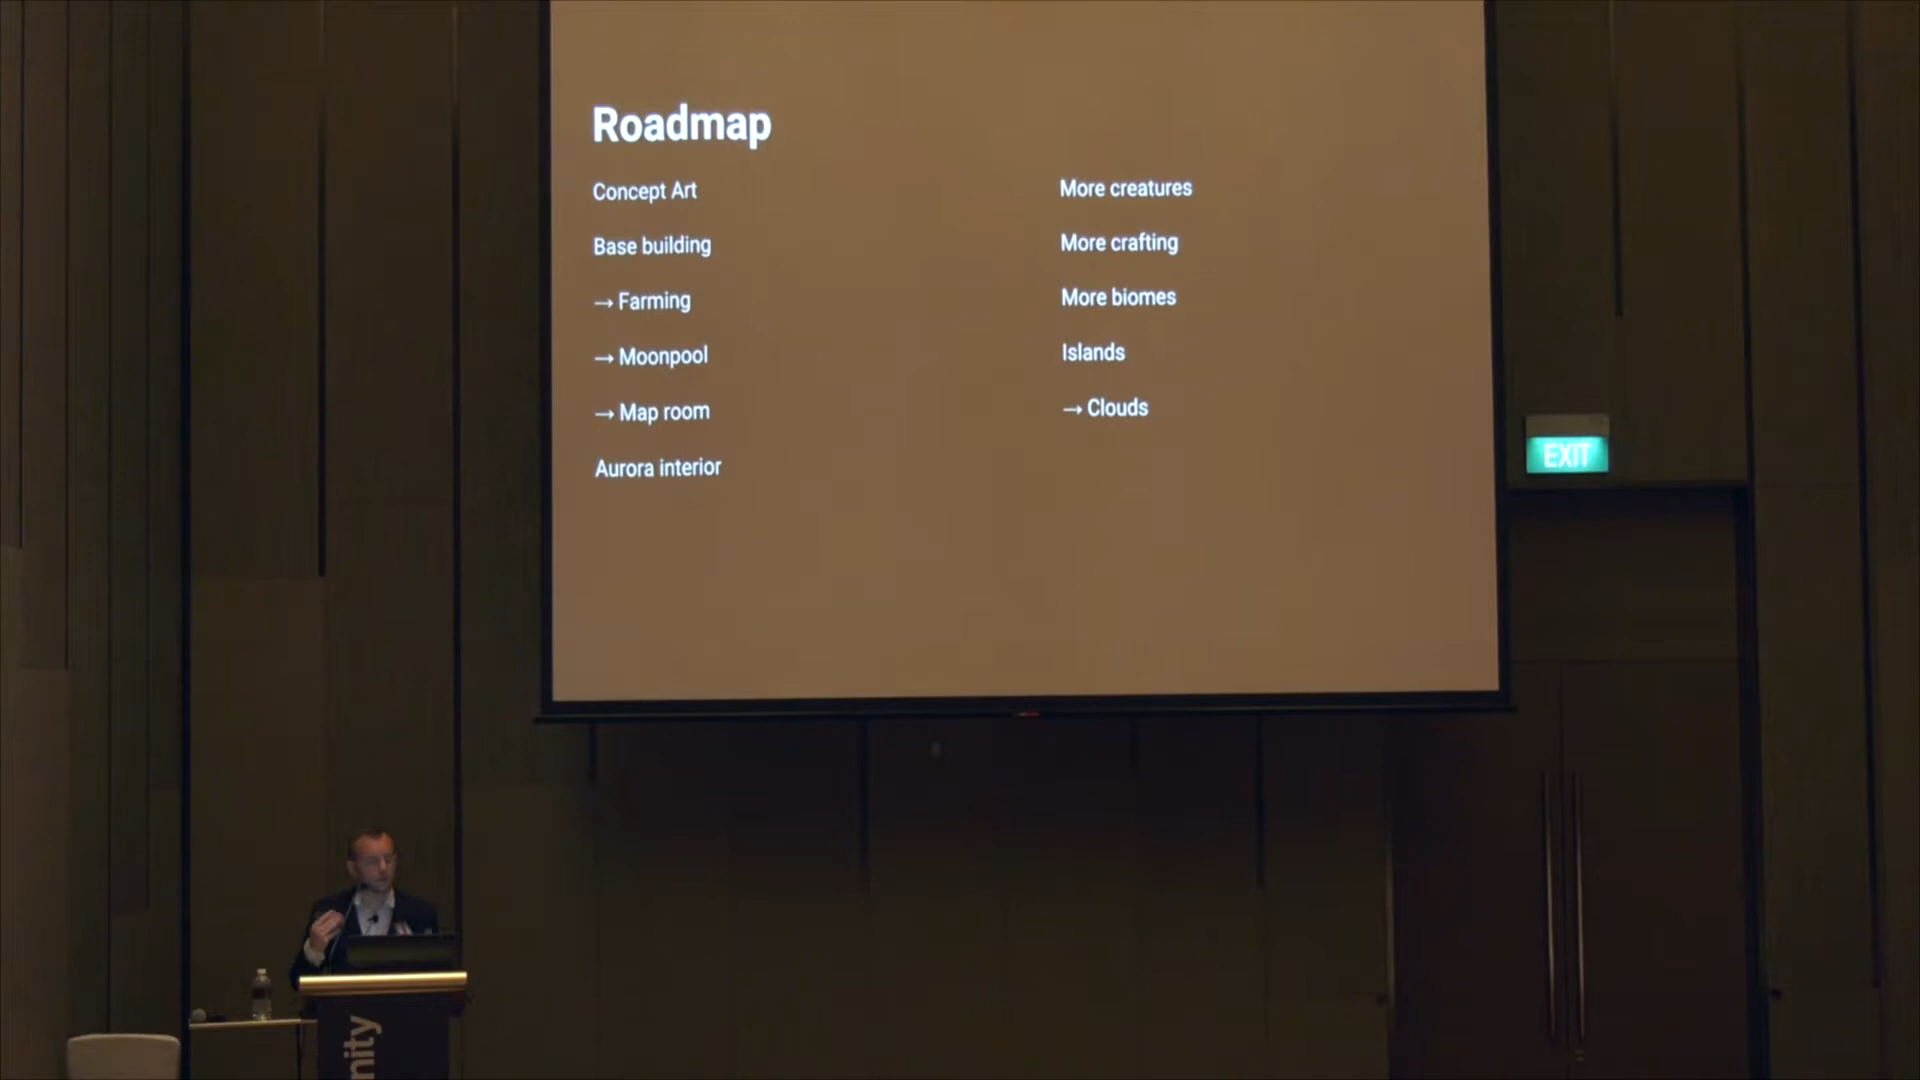 Roadmap
Concept Art
Base building
→ Farming
→ Moonpool
→ Map room
Aurora interior
More creatures
More crafting
More biomes
Islands
→ Clouds
EXIT
nity